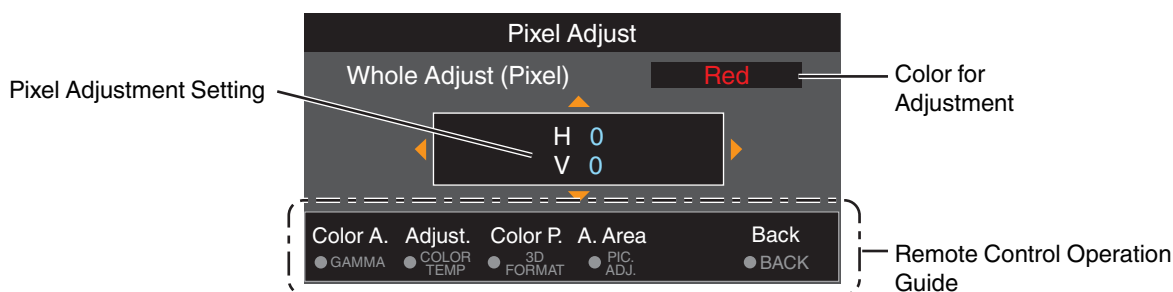 Pixel Adjust
Whole Adjust (Pixel) Red
Pixel Adjustment Setting
Color for
Adjustment
H 0
V 0
Color A. Adjust. Color P. A. Area Back
GAMMA COLOR TEMP 3D FORMAT PIC. ADJ. BACK
Remote Control Operation
Guide